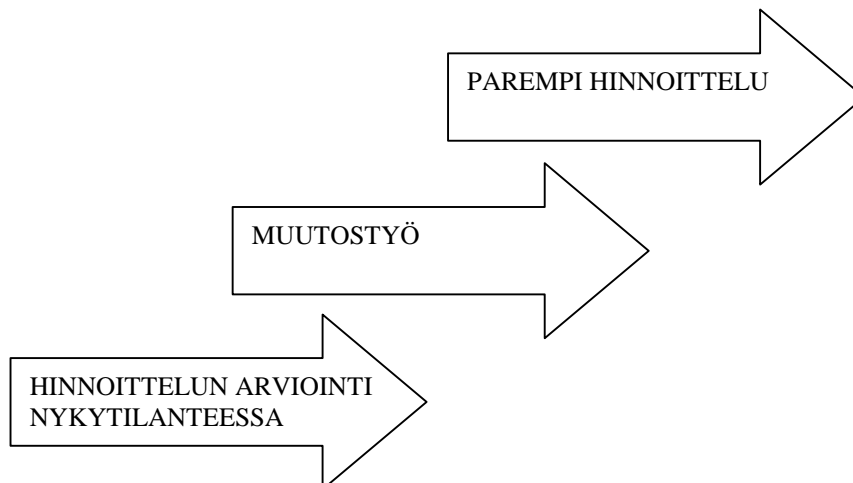 PAREMPI HINNOITTELU
MUUTOSTYÖ
HINNOITTELUN ARVIOINTI
NYKYTILANTEESSA